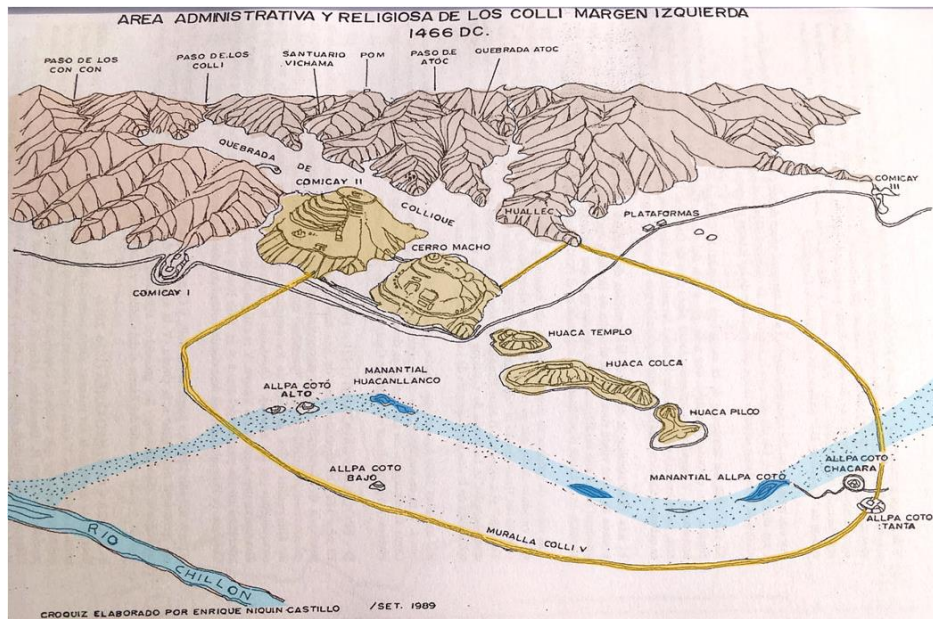 AREA ADMINISTRATIVA Y RELIGIOSA DE LOS COLLI MARGEN IZQUIERDA
1466 DC.
PASO DE LOS
CON CON
PASO DE LOS
COLLI
SANTUARIO
VICHAMA
POM
PASO DE
ATOC
QUEBRADA ATOC
QUEBRADA
DE
COLLIQUE
COMICAY II
HUALLEC
PLATAFORMAS
COMICAY
III
CERRO MACHO
COMICAY I
HUACA TEMPLO
HUACA COLCA
HUACA PILCO
ALLPA COTÓ
ALTO
MANANTIAL
HUACANLLANCO
ALLPA COTO
BAJO
MANANTIAL ALLPA COTÓ
ALLPA COTO
CHACARA
ALLPA COTO
TANTA
MURALLA COLLI V
RIO
CHILLON
CROQUIZ ELABORADO POR ENRIQUE NIQUIN CASTILLO /SET. 1989